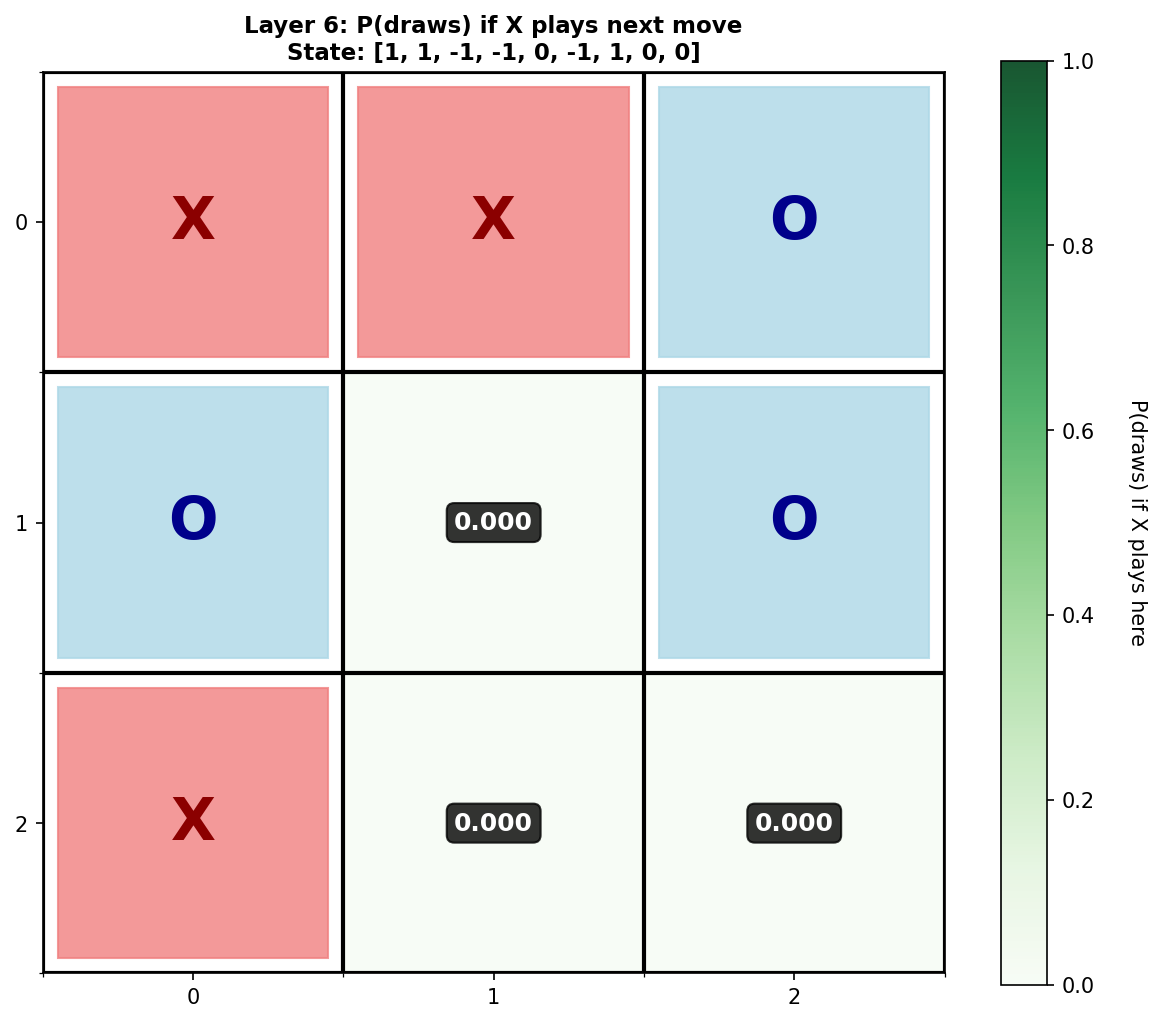 Layer 6: P(draws) if X plays next move
State: [1, 1, -1, -1, 0, -1, 1, 0, 0]
X X O
O 0.000 O
X 0.000 0.000
0
1
2
0 1 2
1.0
0.8
0.6
0.4
0.2
0.0
P(draws) if X plays here